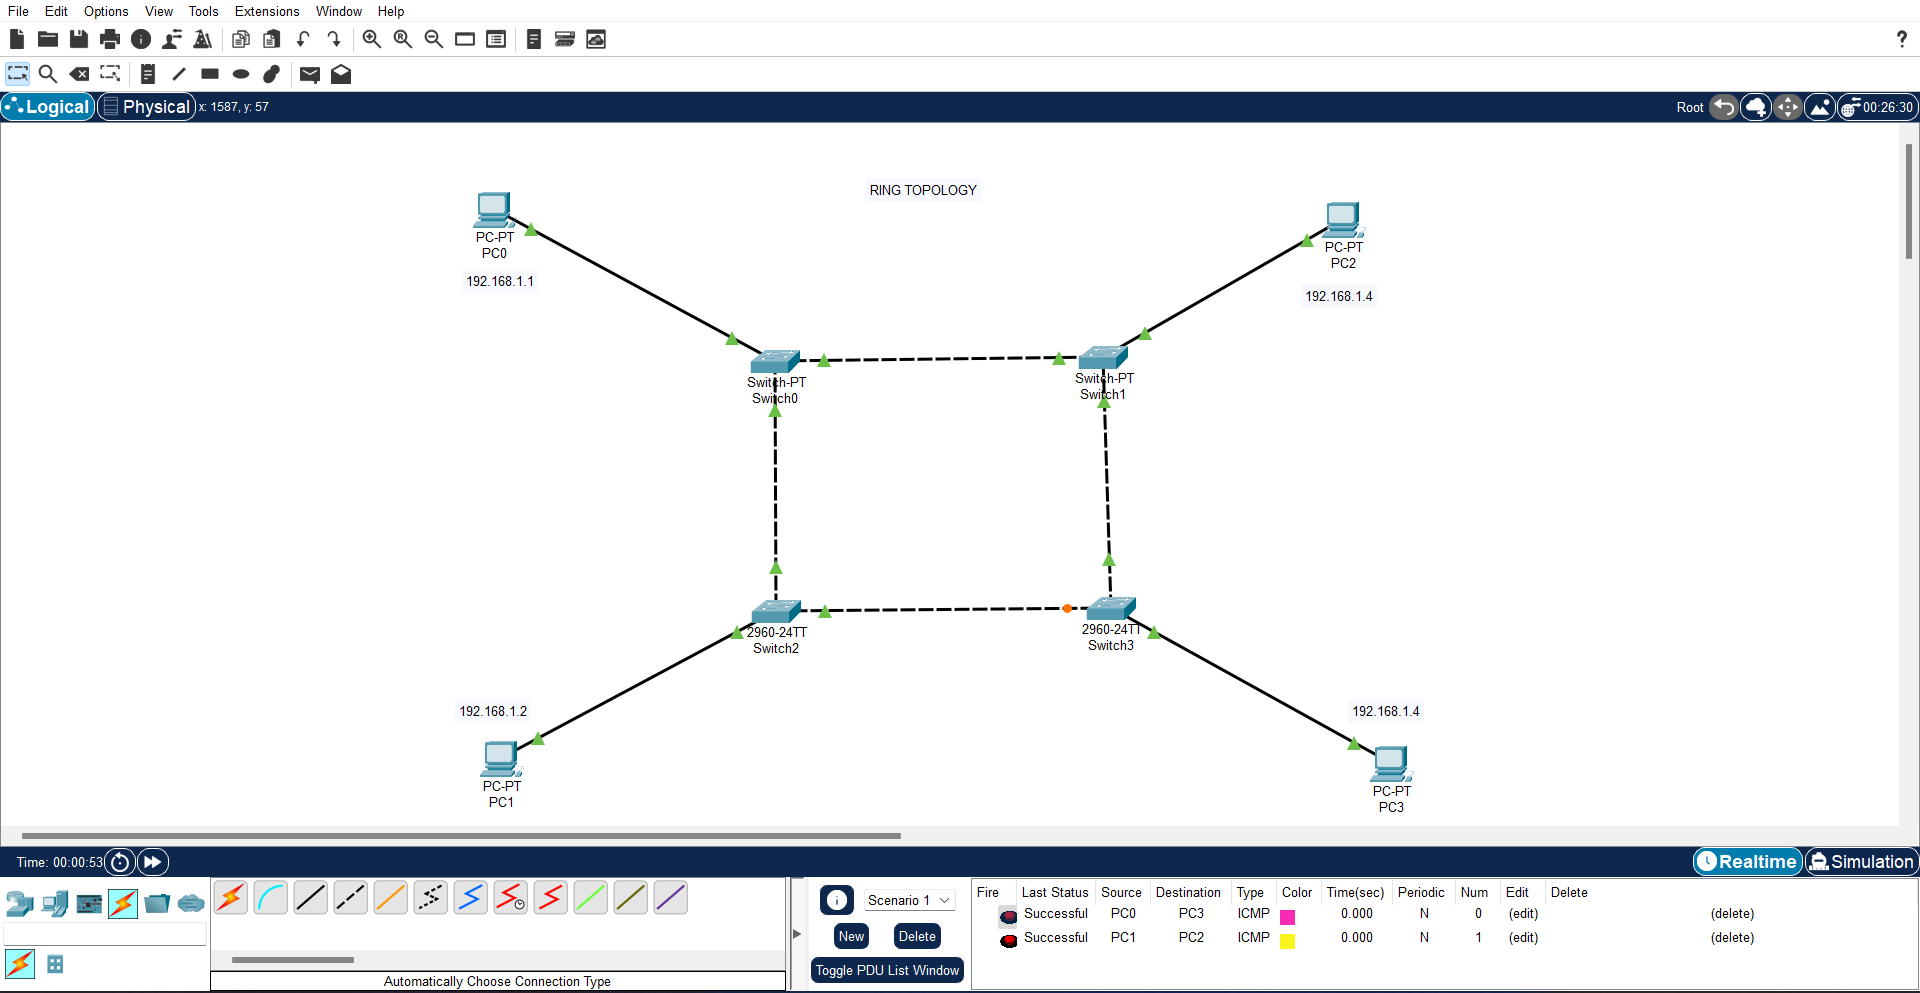 File Edit Options View Tools Extensions Window Help
?
Logical Physical x: 1587, y: 57 Root 00:26:30
RING TOPOLOGY
PC-PT
PC0
192.168.1.1
PC-PT
PC2
192.168.1.4
Switch-PT
Switch0
Switch-PT
Switch1
2960-24TT
Switch2
2960-24TT
Switch3
192.168.1.2
PC-PT
PC1
192.168.1.4
PC-PT
PC3
Time: 00:00:53 Realtime Simulation
Scenario 1
New Delete
Toggle PDU List Window
Fire Last Status Source Destination Type Color Time(sec) Periodic Num Edit Delete
Successful PC0 PC3 ICMP 0.000 N 0 (edit) (delete)
Successful PC1 PC2 ICMP 0.000 N 1 (edit) (delete)
Automatically Choose Connection Type